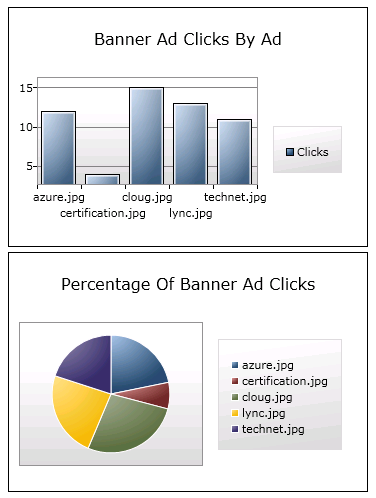 Banner Ad Clicks By Ad
15
10
5
azure.jpg cloug.jpg technet.jpg
certification.jpg lync.jpg
Clicks
Percentage Of Banner Ad Clicks
azure.jpg
certification.jpg
cloug.jpg
lync.jpg
technet.jpg